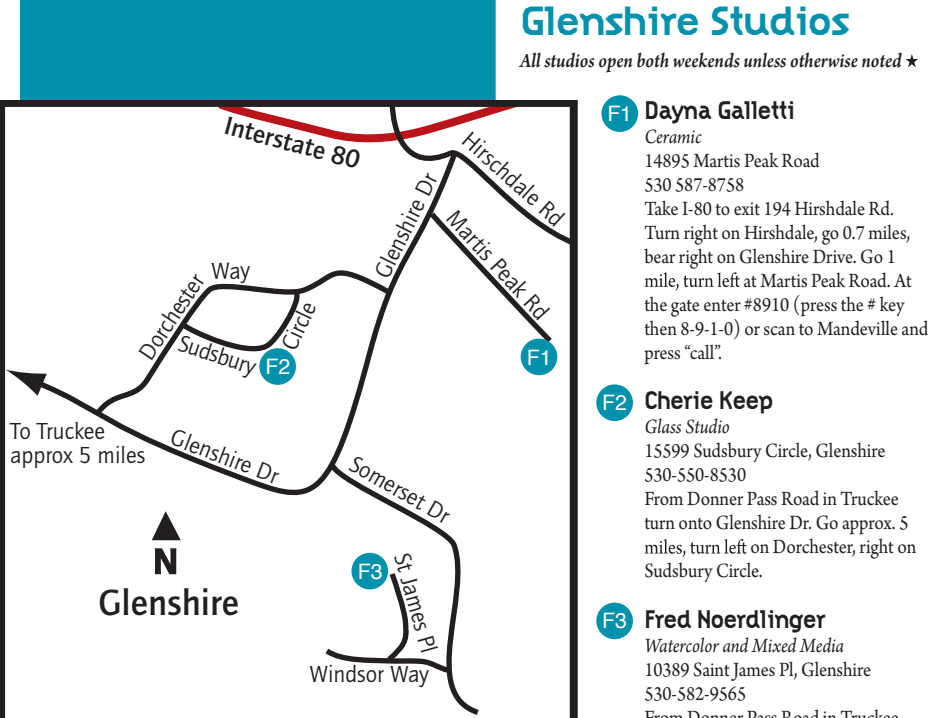 Glenshire Studios
All studios open both weekends unless otherwise noted ★
Interstate 80
Hirschdale Rd
Glenshire Dr
Martis Peak Rd
F1
Dorchester Way
Sudsbury Circle
F2
To Truckee
approx 5 miles
Glenshire Dr
Somerset Dr
N
Glenshire
F3
St James Pl
Windsor Way
F1 Dayna Galletti
Ceramic
14895 Martis Peak Road
530 587-8758
Take I-80 to exit 194 Hirshdale Rd.
Turn right on Hirshdale, go 0.7 miles,
bear right on Glenshire Drive. Go 1
mile, turn left at Martis Peak Road. At
the gate enter #8910 (press the # key
then 8-9-1-0) or scan to Mandeville and
press “call”.
F2 Cherie Keep
Glass Studio
15599 Sudsbury Circle, Glenshire
530-550-8530
From Donner Pass Road in Truckee
turn onto Glenshire Dr. Go approx. 5
miles, turn left on Dorchester, right on
Sudsbury Circle.
F3 Fred Noerdlinger
Watercolor and Mixed Media
10389 Saint James Pl, Glenshire
530-582-9565
From Donner Pass Road in Truckee